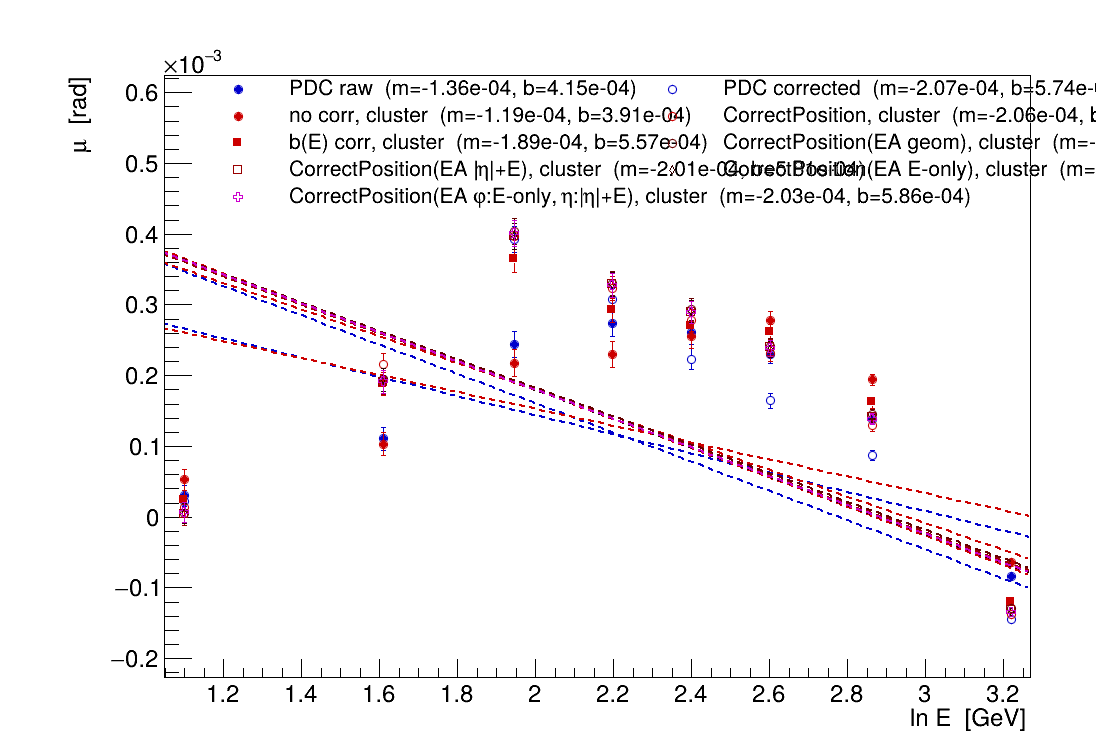 ×10⁻³
μ [rad]
0.6
0.5
0.4
0.3
0.2
0.1
0
−0.1
−0.2
PDC raw (m=-1.36e-04, b=4.15e-04)
PDC corrected (m=-2.07e-04, b=5.74e-
no corr, cluster (m=-1.19e-04, b=3.91e-04)
CorrectPosition, cluster (m=-2.06e-04, b
b(E) corr, cluster (m=-1.89e-04, b=5.57e-04)
CorrectPosition(EA geom), cluster (m=-
CorrectPosition(EA |η|+E), cluster (m=-2.01e-04,
CorrectPosition(EA E-only), cluster (m=
CorrectPosition(EA φ:E-only, η:|η|+E), cluster (m=-2.03e-04, b=5.86e-04)
1.2 1.4 1.6 1.8 2 2.2 2.4 2.6 2.8 3 3.2
ln E [GeV]